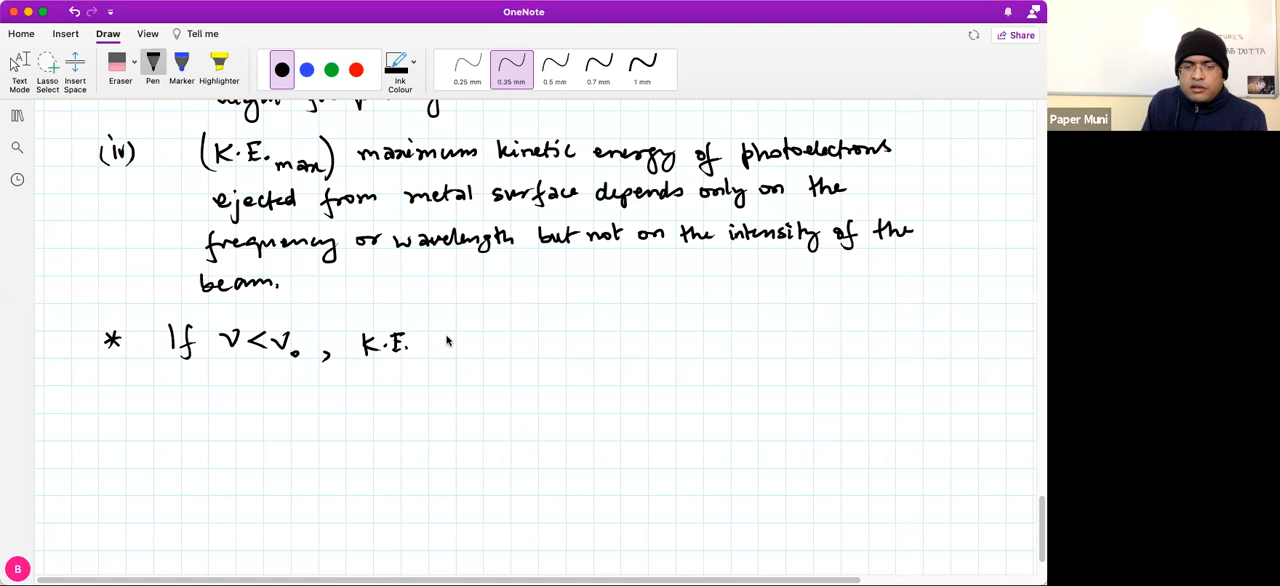 OneNote
Home Insert Draw View Tell me
Share
Text Mode
Lasso Select
Insert Space
Eraser
Pen
Marker
Highlighter
Ink Colour
0.25 mm 0.35 mm 0.5 mm 0.7 mm 1 mm
(iv) (K.E.max) maximum kinetic energy of photoelectrons
ejected from metal surface depends only on the
frequency or wavelength but not on the intensity of the
beam.
* If ν<ν₀, K.E.
B
DUTTA
Paper Muni